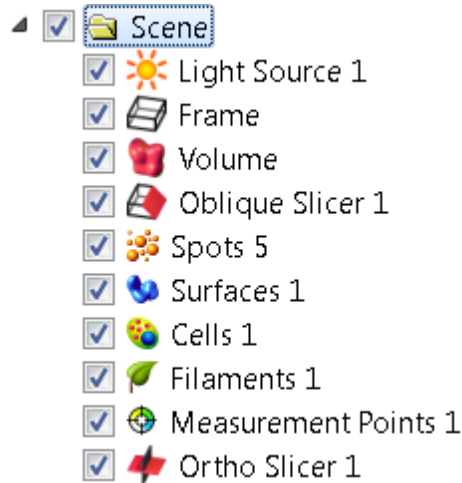 Scene
Light Source 1
Frame
Volume
Oblique Slicer 1
Spots 5
Surfaces 1
Cells 1
Filaments 1
Measurement Points 1
Ortho Slicer 1